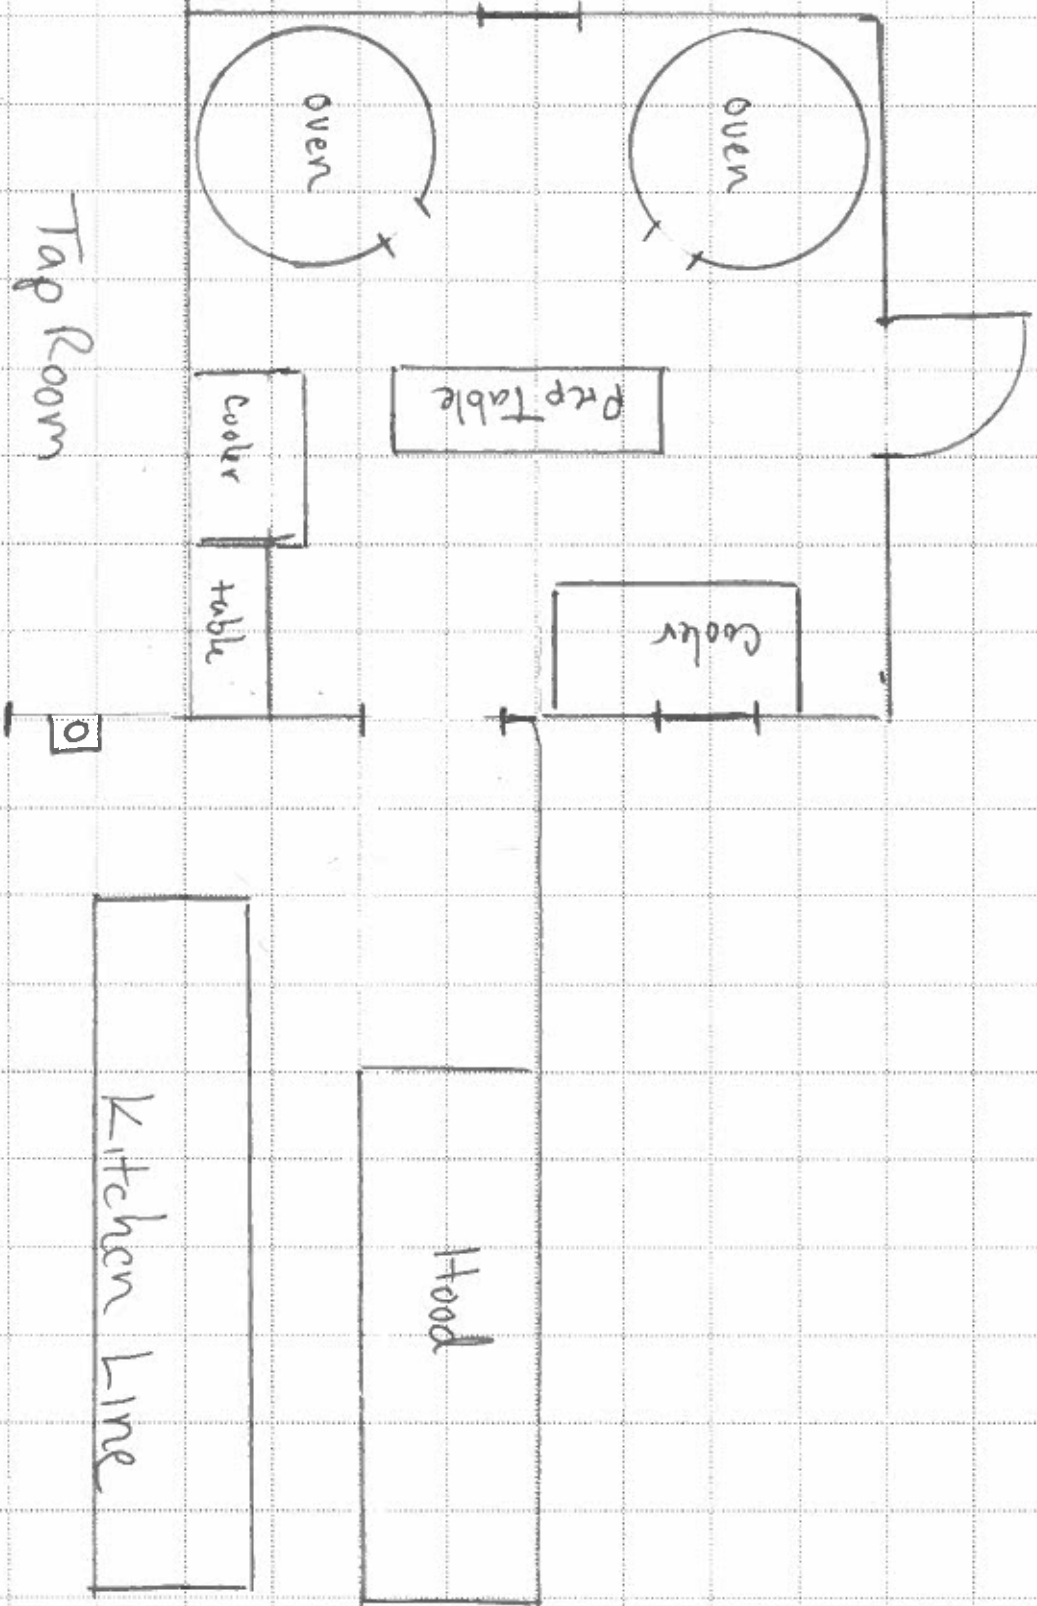 oven
oven
Tap Room
Cooler
Prep Table
table
Cooler
Kitchen Line
Hood